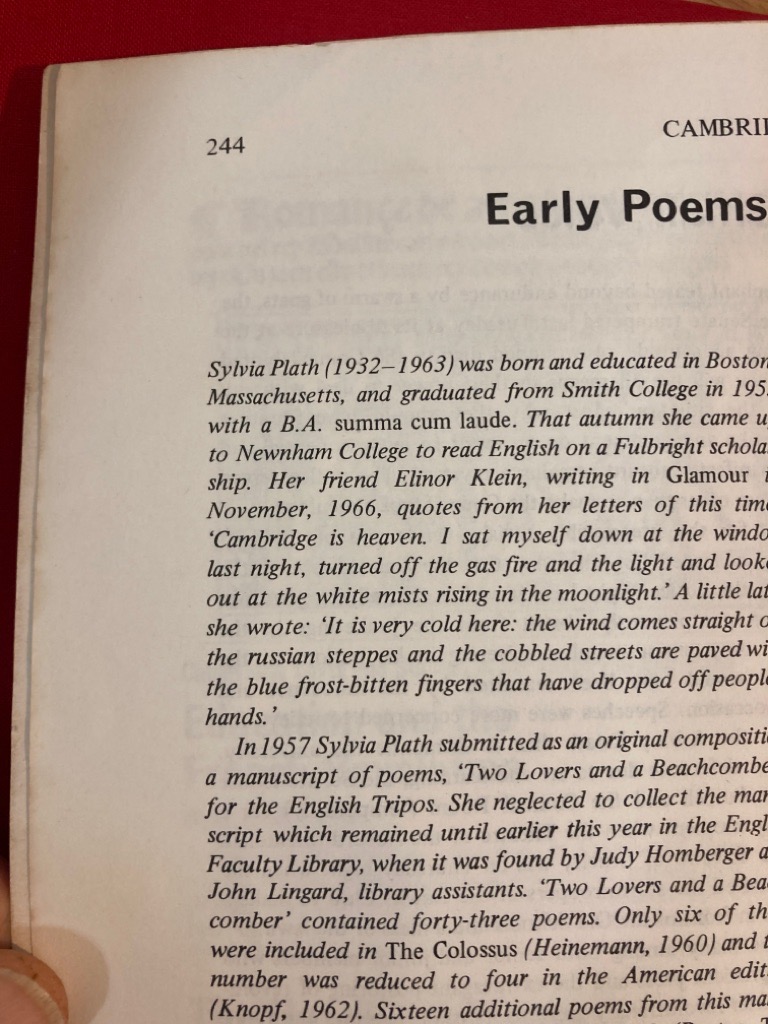 244
CAMBRI
Early Poems
Sylvia Plath (1932–1963) was born and educated in Boston
Massachusetts, and graduated from Smith College in 195
with a B.A. summa cum laude. That autumn she came u
to Newnham College to read English on a Fulbright schola
ship. Her friend Elinor Klein, writing in Glamour
November, 1966, quotes from her letters of this time
‘Cambridge is heaven. I sat myself down at the windo
last night, turned off the gas fire and the light and look
out at the white mists rising in the moonlight.’ A little lat
she wrote: ‘It is very cold here: the wind comes straight o
the russian steppes and the cobbled streets are paved wi
the blue frost-bitten fingers that have dropped off people
hands.’
In 1957 Sylvia Plath submitted as an original compositi
a manuscript of poems, ‘Two Lovers and a Beachcombe
for the English Tripos. She neglected to collect the man
script which remained until earlier this year in the Engl
Faculty Library, when it was found by Judy Homberger a
John Lingard, library assistants. ‘Two Lovers and a Bea
comber’ contained forty-three poems. Only six of th
were included in The Colossus (Heinemann, 1960) and t
number was reduced to four in the American edit
(Knopf, 1962). Sixteen additional poems from this ma